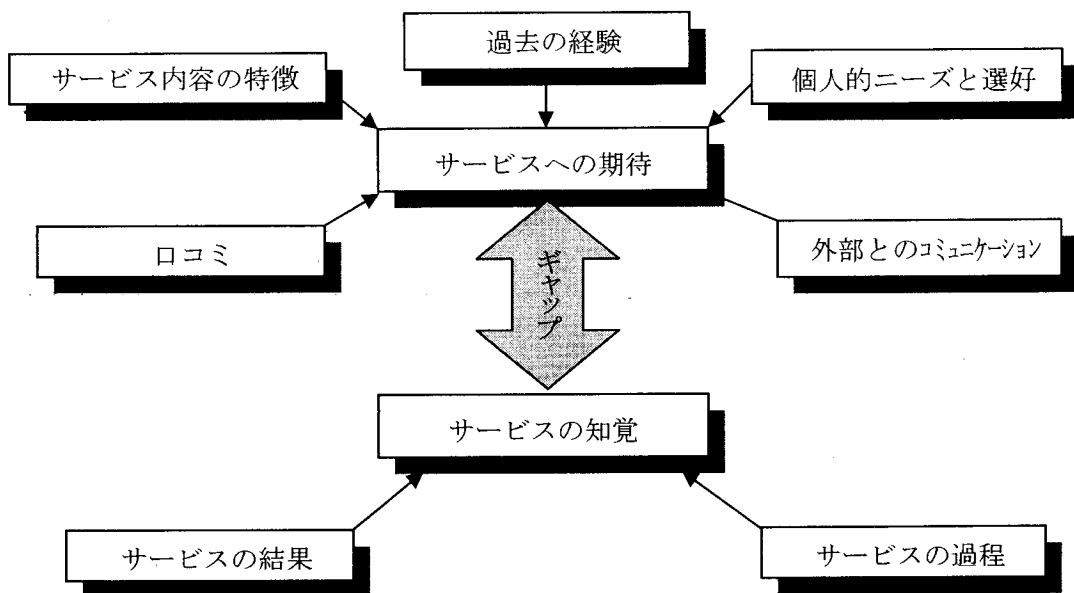 過去の経験
サービス内容の特徴
個人的ニーズと選好
サービスへの期待
口コミ
外部とのコミュニケーション
ギャップ
サービスの知覚
サービスの結果
サービスの過程